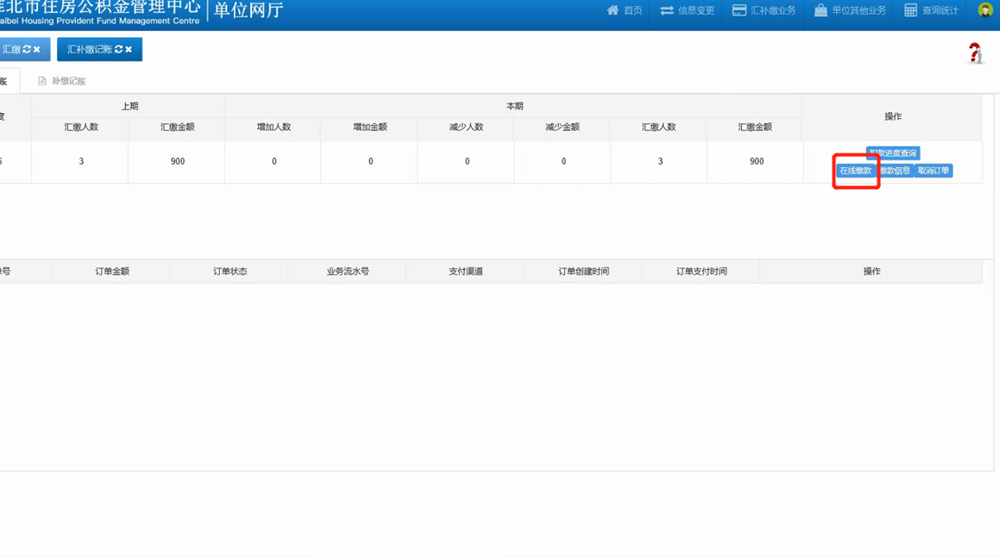 淮北市住房公积金管理中心 单位网厅
aibei Housing Provident Fund Management Centre
首页 信息变更 汇补缴业务 单位其他业务 查询统计
汇缴 汇补缴记账
账 补缴记账
度 上期 本期 操作
汇缴人数 汇缴金额 增加人数 增加金额 减少人数 减少金额 汇缴人数 汇缴金额
3 900 0 0 0 0 3 900
扣款进度查询
在线缴款 缴款信息 取消订单
单号 订单金额 订单状态 业务流水号 支付渠道 订单创建时间 订单支付时间 操作